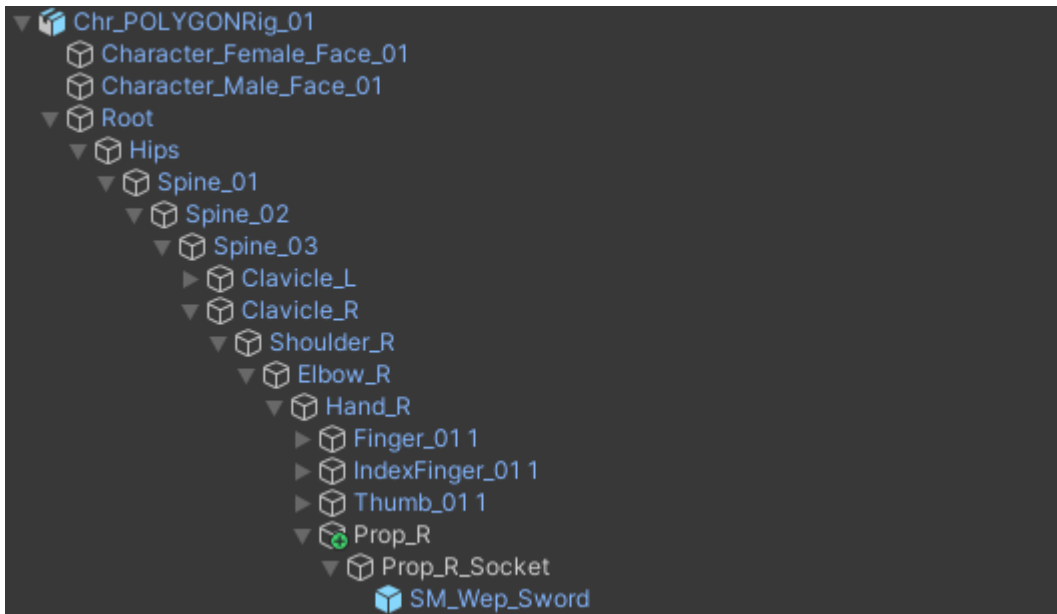 Chr_POLYGONRig_01
Character_Female_Face_01
Character_Male_Face_01
Root
Hips
Spine_01
Spine_02
Spine_03
Clavicle_L
Clavicle_R
Shoulder_R
Elbow_R
Hand_R
Finger_01 1
IndexFinger_01 1
Thumb_01 1
Prop_R
Prop_R_Socket
SM_Wep_Sword